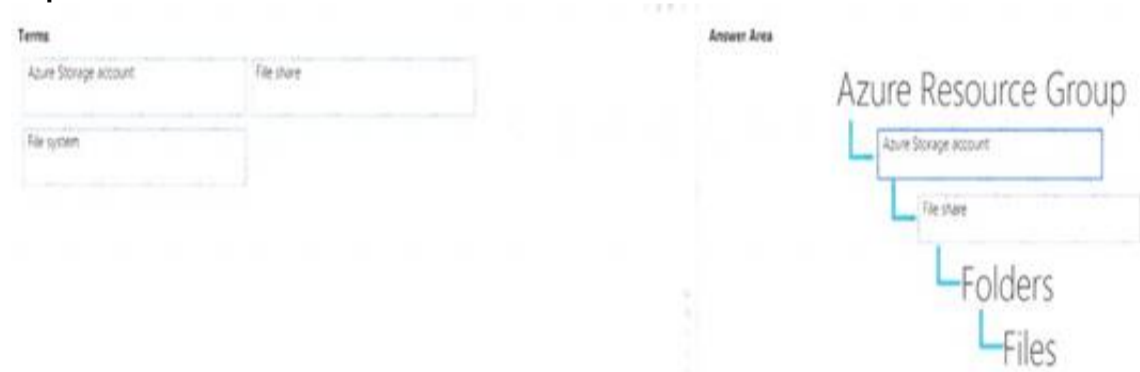 Terms
Azure Storage account
File share
File system
Answer Area
Azure Resource Group
Azure Storage account
File share
Folders
Files